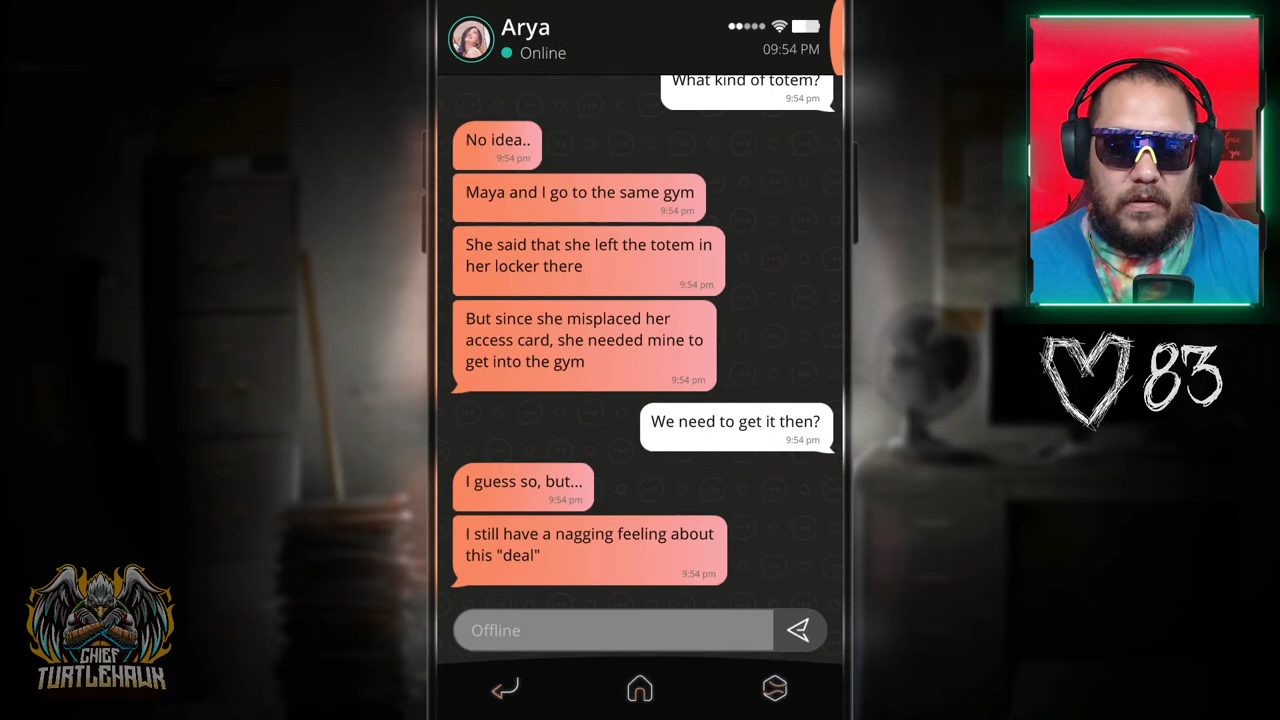 Arya
Online
09:54 PM
What kind of totem?
9:54 pm
No idea..
9:54 pm
Maya and I go to the same gym
9:54 pm
She said that she left the totem in
her locker there
9:54 pm
But since she misplaced her
access card, she needed mine to
get into the gym
9:54 pm
We need to get it then?
9:54 pm
I guess so, but...
9:54 pm
I still have a nagging feeling about
this "deal"
9:54 pm
Offline
83
CHIEF
TURTLEHAWK